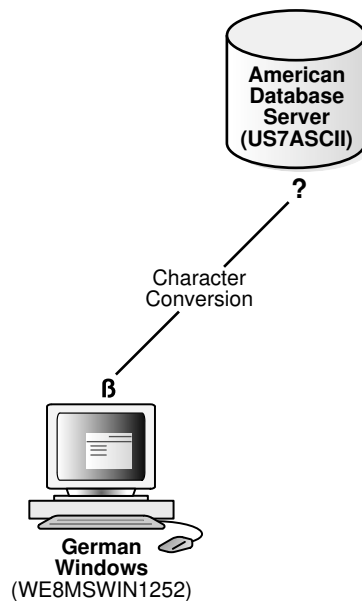 American
Database
Server
(US7ASCII)
?
Character
Conversion
ß
German
Windows
(WE8MSWIN1252)